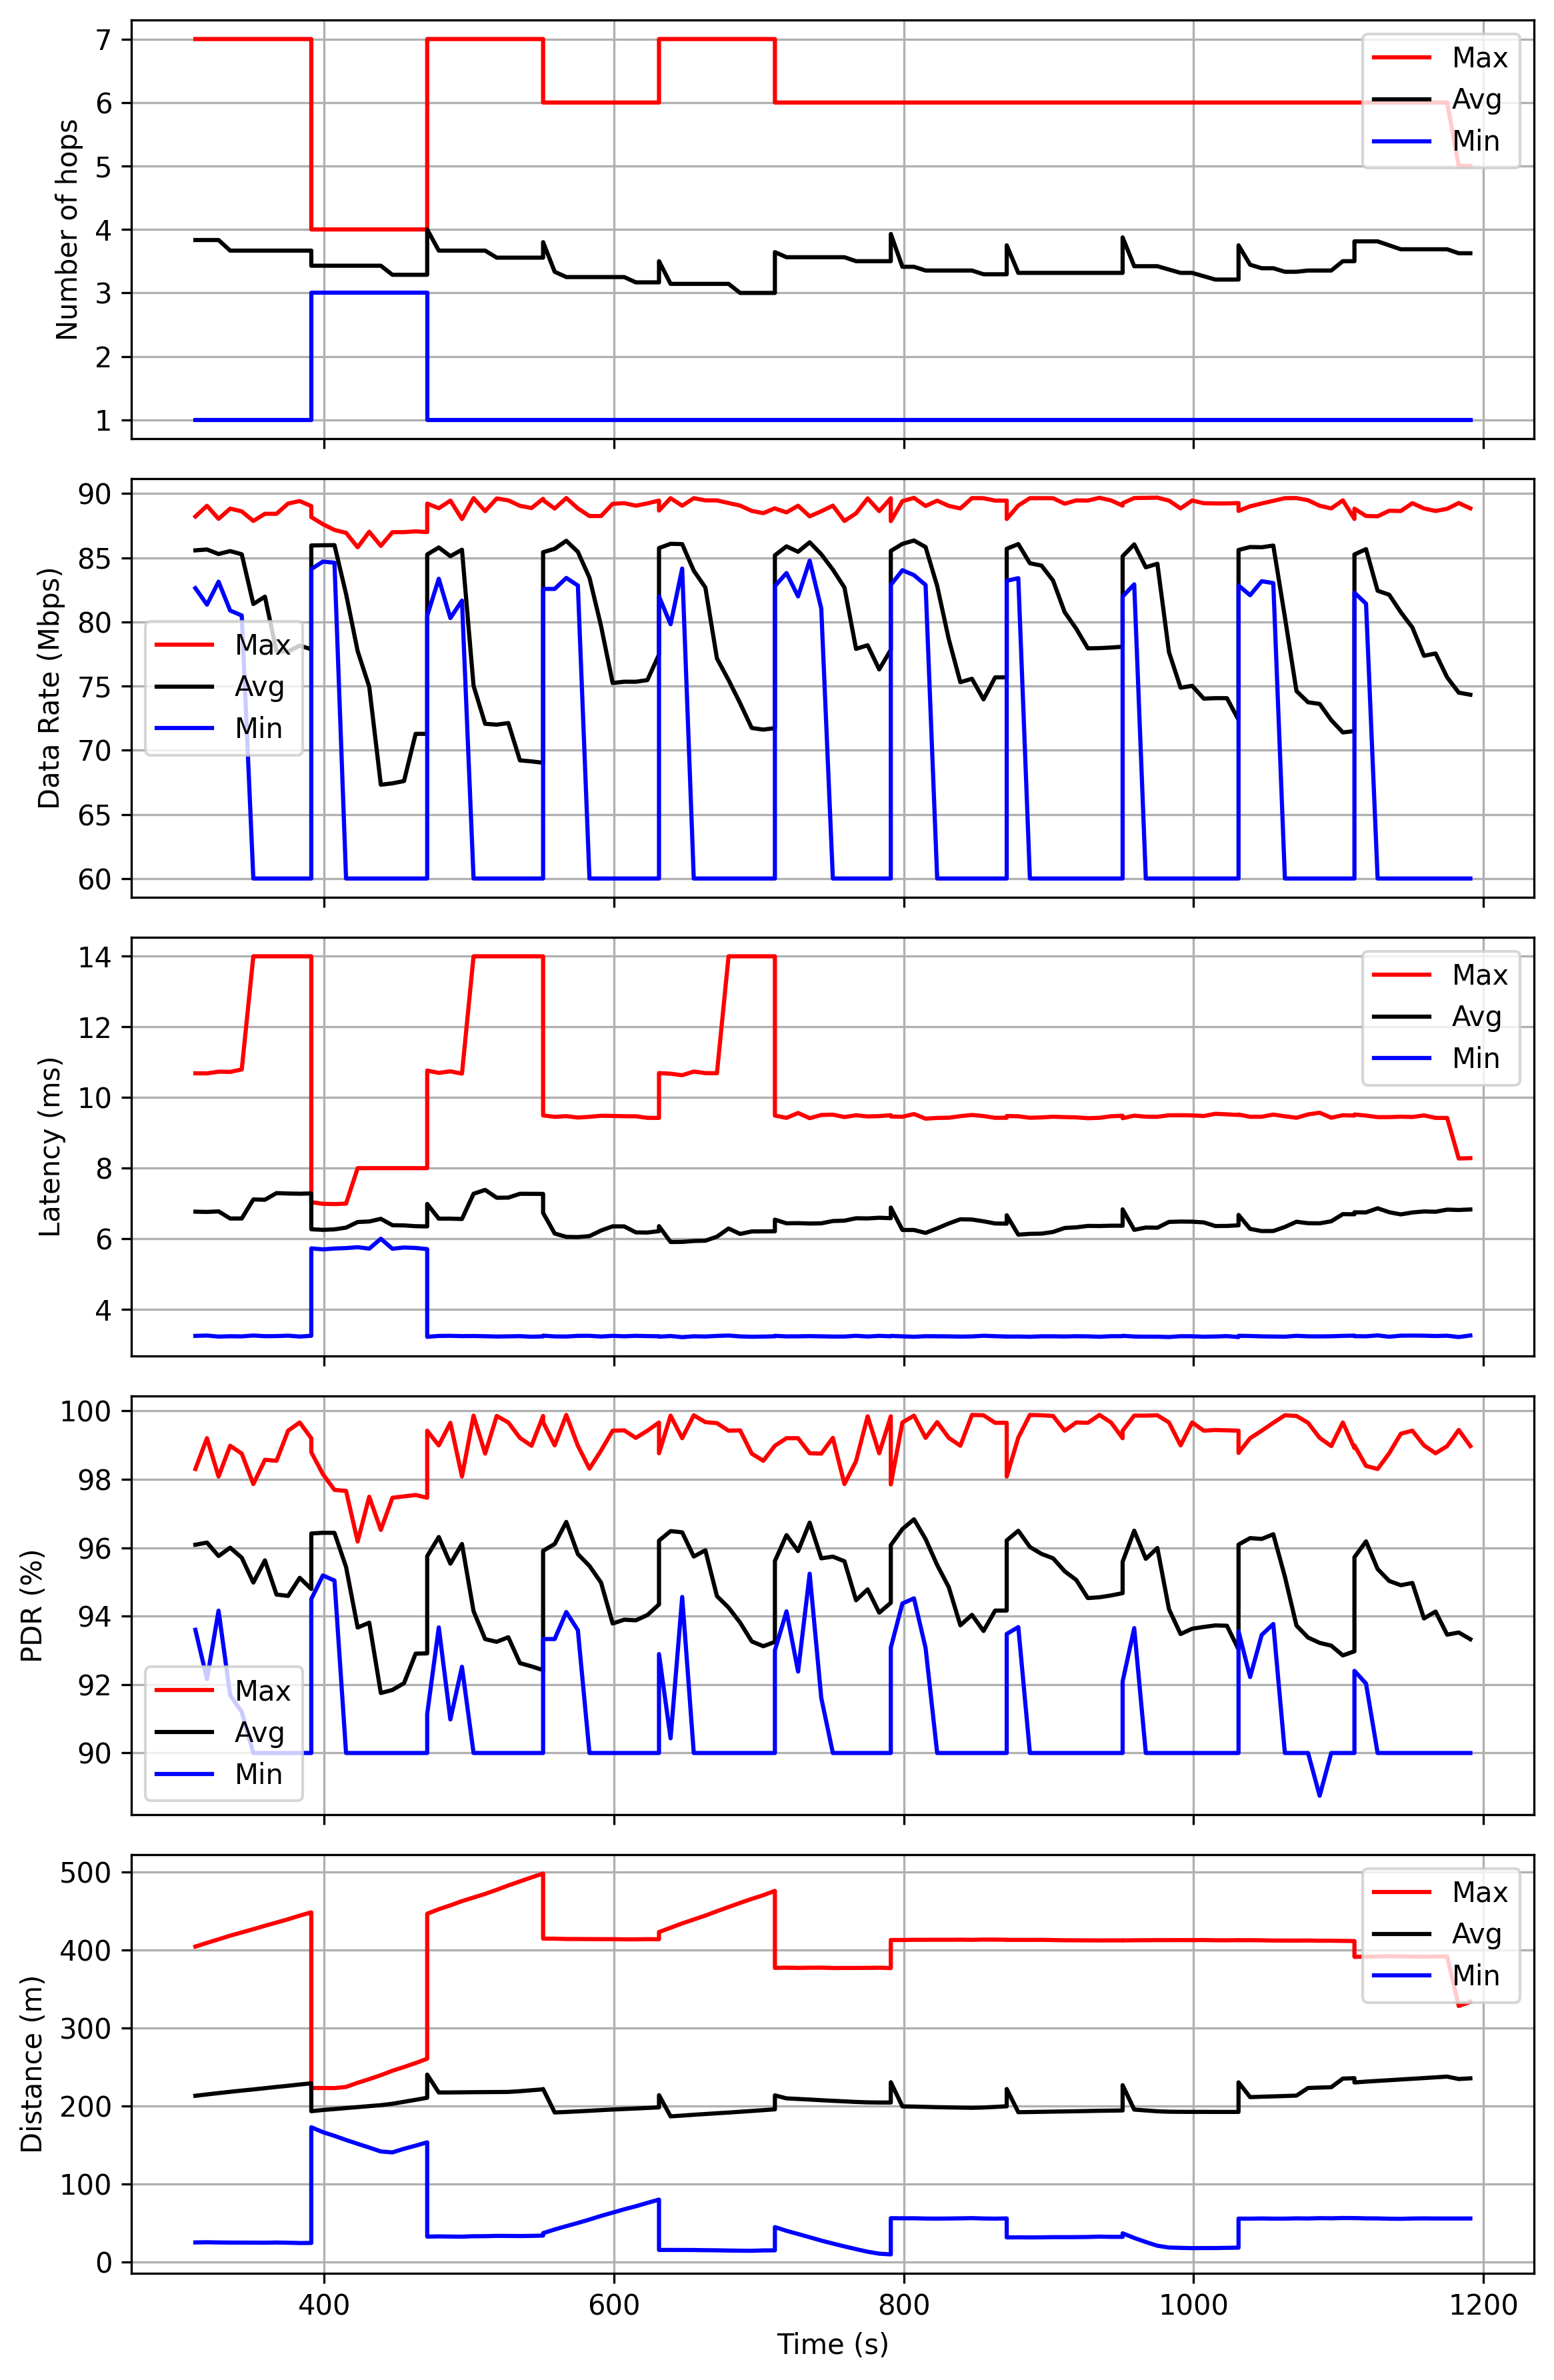 7
6
5
4
3
2
1
Number of hops
Max
Avg
Min
90
85
80
75
70
65
60
Data Rate (Mbps)
Max
Avg
Min
14
12
10
8
6
4
Latency (ms)
Max
Avg
Min
100
98
96
94
92
90
PDR (%)
Max
Avg
Min
500
400
300
200
100
0
Distance (m)
Max
Avg
Min
400 600 800 1000 1200
Time (s)